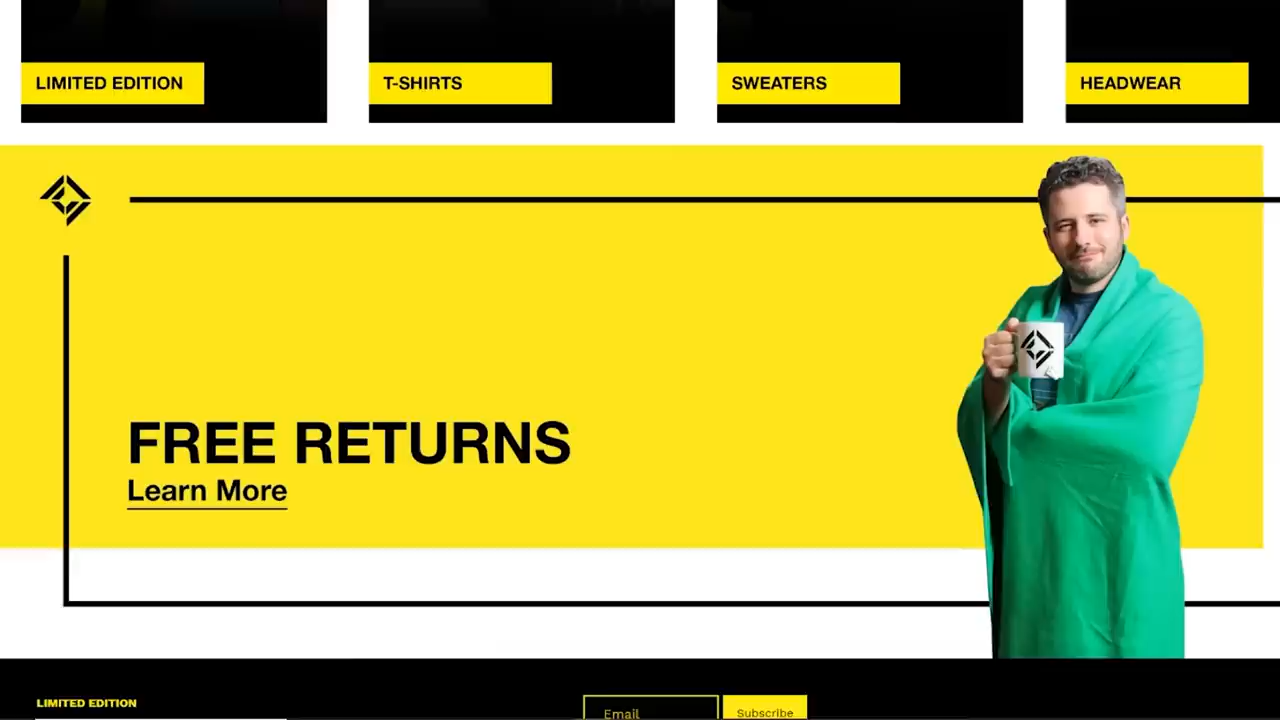 LIMITED EDITION
T-SHIRTS
SWEATERS
HEADWEAR
FREE RETURNS
Learn More
LIMITED EDITION
Email
Subscribe